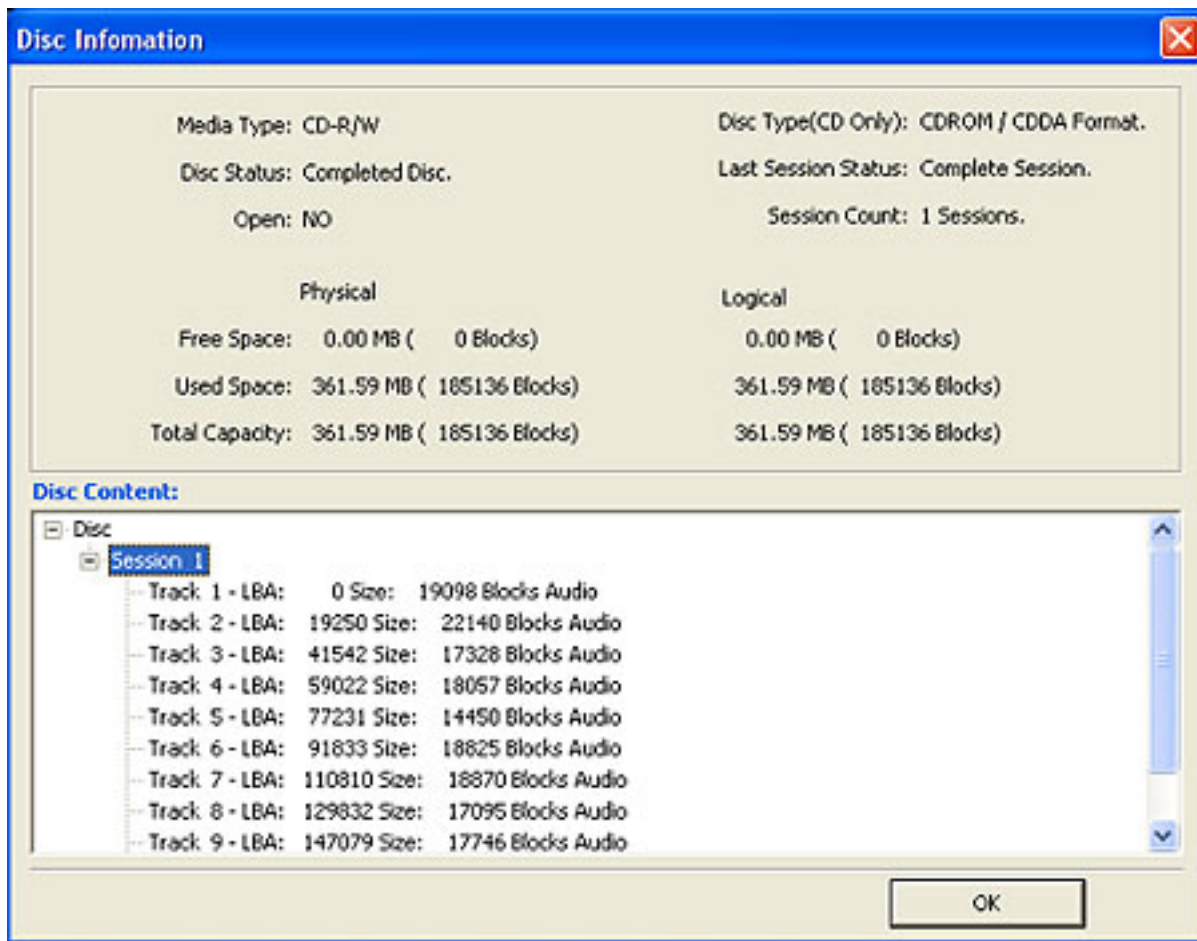 Disc Infomation
Media Type: CD-R/W Disc Type(CD Only): CDROM / CDDA Format.
Disc Status: Completed Disc. Last Session Status: Complete Session.
Open: NO Session Count: 1 Sessions.
Physical Logical
Free Space: 0.00 MB ( 0 Blocks) 0.00 MB ( 0 Blocks)
Used Space: 361.59 MB ( 185136 Blocks) 361.59 MB ( 185136 Blocks)
Total Capacity: 361.59 MB ( 185136 Blocks) 361.59 MB ( 185136 Blocks)
Disc Content:
Disc
Session 1
Track 1 - LBA: 0 Size: 19098 Blocks Audio
Track 2 - LBA: 19250 Size: 22140 Blocks Audio
Track 3 - LBA: 41542 Size: 17328 Blocks Audio
Track 4 - LBA: 59022 Size: 18057 Blocks Audio
Track 5 - LBA: 77231 Size: 14450 Blocks Audio
Track 6 - LBA: 91833 Size: 18825 Blocks Audio
Track 7 - LBA: 110810 Size: 18870 Blocks Audio
Track 8 - LBA: 129832 Size: 17095 Blocks Audio
Track 9 - LBA: 147079 Size: 17746 Blocks Audio
OK